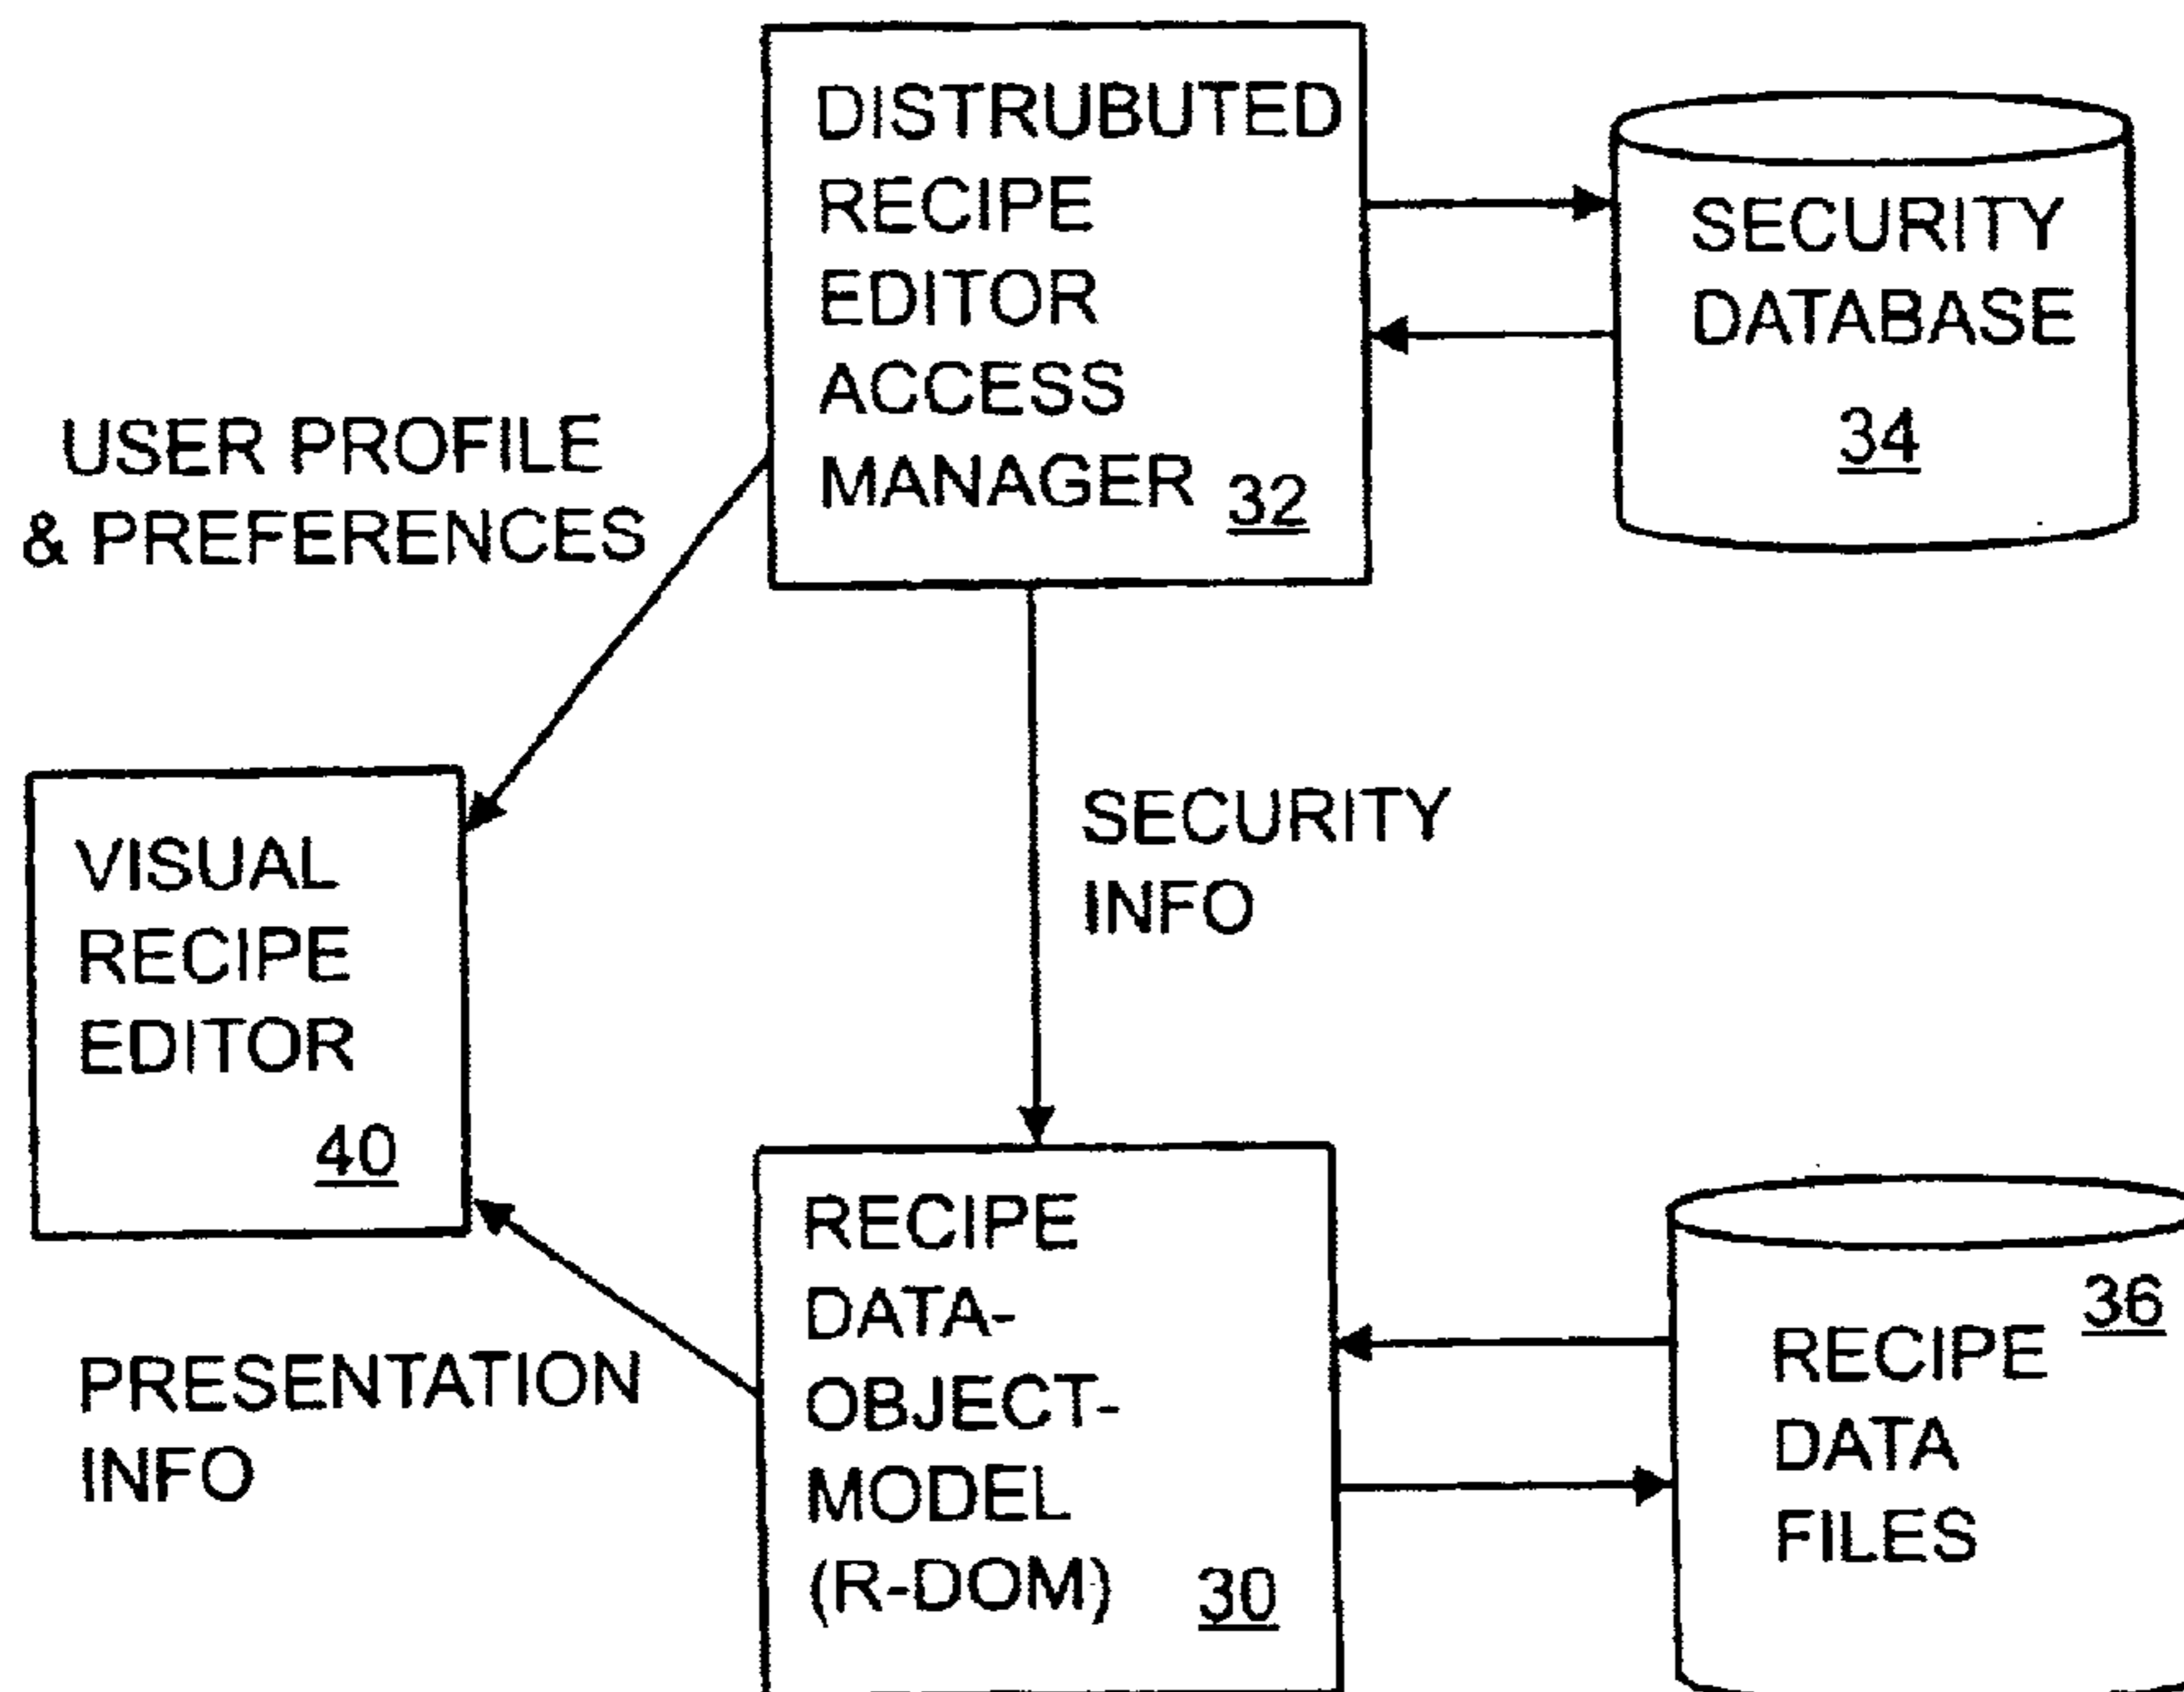 DISTRUBUTED
RECIPE
EDITOR
ACCESS
MANAGER 32
SECURITY
DATABASE
34
USER PROFILE
& PREFERENCES
SECURITY
INFO
VISUAL
RECIPE
EDITOR
40
PRESENTATION
INFO
RECIPE
DATA-
OBJECT-
MODEL
(R-DOM) 30
36
RECIPE
DATA
FILES